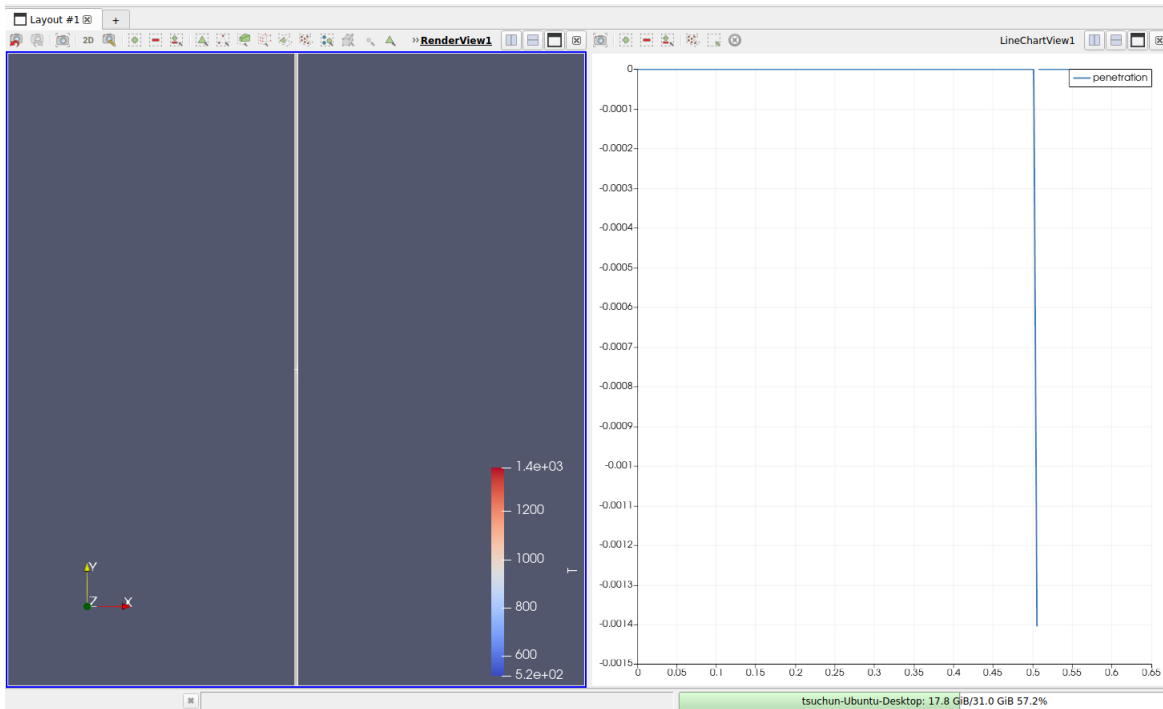 Layout #1
+
2D
»RenderView1
LineChartView1
1.4e+03
1200
1000
800
600
5.2e+02
T
Y
Z
X
penetration
0
-0.0001
-0.0002
-0.0003
-0.0004
-0.0005
-0.0006
-0.0007
-0.0008
-0.0009
-0.001
-0.0011
-0.0012
-0.0013
-0.0014
-0.0015
0 0.05 0.1 0.15 0.2 0.25 0.3 0.35 0.4 0.45 0.5 0.55 0.6 0.65
tsuchun-Ubuntu-Desktop: 17.8 GiB/31.0 GiB 57.2%